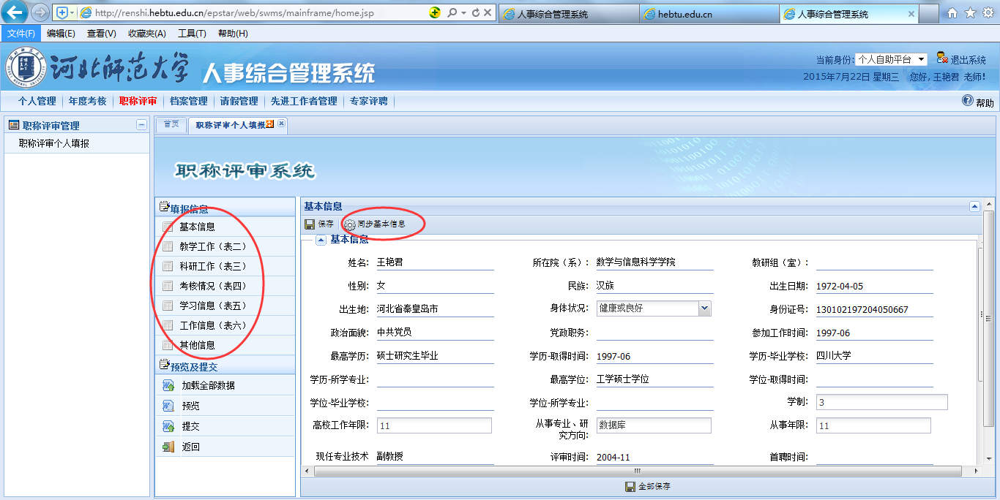 http://renshi.hebtu.edu.cn/epstar/web/swms/mainframe/home.jsp
人事综合管理系统
hebtu.edu.cn
人事综合管理系统
文件(F) 编辑(E) 查看(V) 收藏夹(A) 工具(T) 帮助(H)
河北师范大学 人事综合管理系统
当前身份: 个人自助平台 退出系统
2015年7月22日 星期三 您好, 王艳君 老师!
个人管理 年度考核 职称评审 档案管理 请假管理 先进工作者管理 专家评聘
帮助
职称评审管理
职称评审个人填报
首页 职称评审个人填报
职称评审系统
填报信息
基本信息
教学工作（表二）
科研工作（表三）
考核情况（表四）
学习信息（表五）
工作信息（表六）
其他信息
预览及提交
加载全部数据
预览
提交
返回
基本信息
保存 同步基本信息
基本信息
姓名: 王艳君 所在院（系）: 数学与信息科学学院 教研组（室）:
性别: 女 民族: 汉族 出生日期: 1972-04-05
出生地: 河北省秦皇岛市 身体状况: 健康或良好 身份证号: 130102197204050667
政治面貌: 中共党员 党政职务: 参加工作时间: 1997-06
最高学历: 硕士研究生毕业 学历-取得时间: 1997-06 学历-毕业学校: 四川大学
学历-所学专业: 最高学位: 工学硕士学位 学位-取得时间:
学位-毕业学校: 学位-所学专业: 学制: 3
高校工作年限: 11 从事专业、研究方向: 数据库 从事年限: 11
现任专业技术 副教授 评审时间: 2004-11 首聘时间:
全部保存